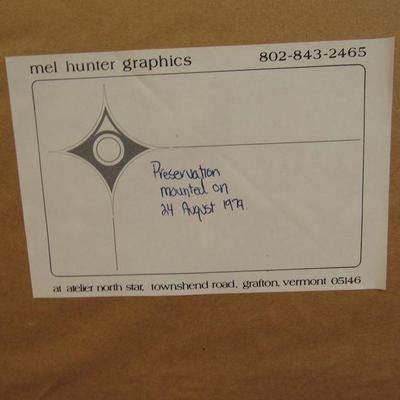 mel hunter graphics 802-843-2465
Preservation
mounted on
24 August 1979.
at atelier north star, townshend road, grafton, vermont 05146